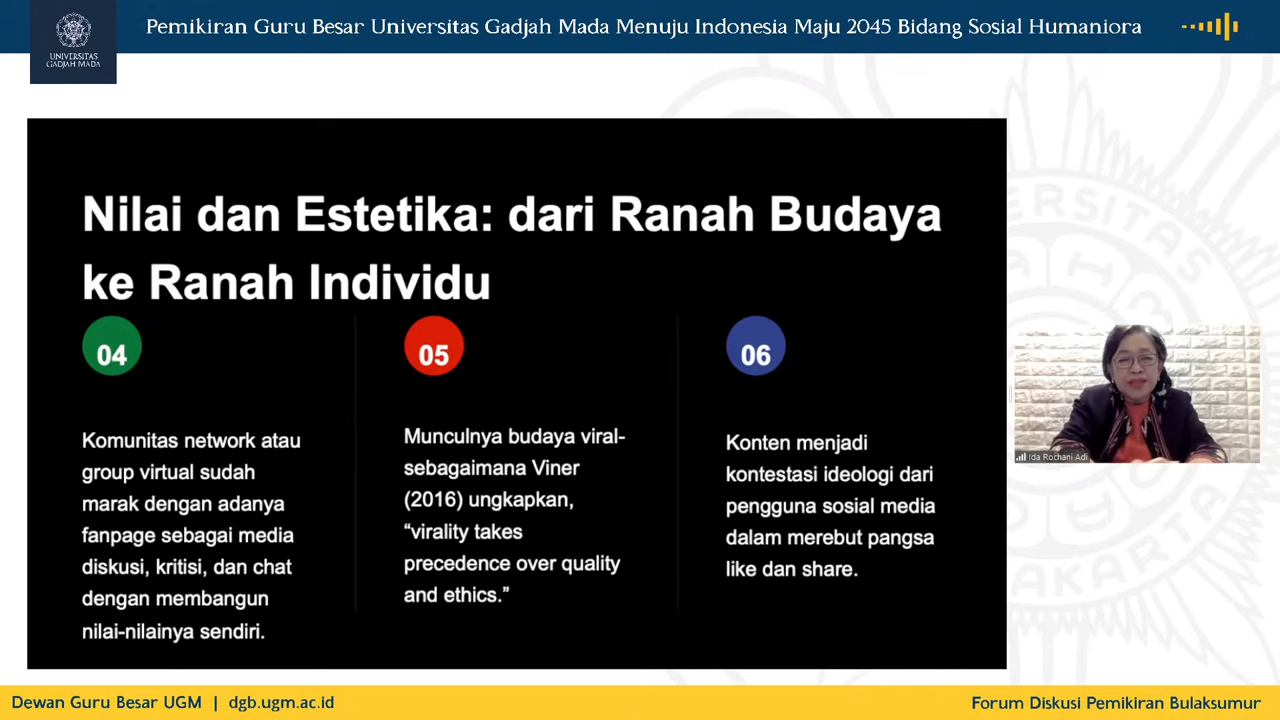 Pemikiran Guru Besar Universitas Gadjah Mada Menuju Indonesia Maju 2045 Bidang Sosial Humaniora
UNIVERSITAS
GADJAH MADA
Nilai dan Estetika: dari Ranah Budaya
ke Ranah Individu
04
Komunitas network atau
group virtual sudah
marak dengan adanya
fanpage sebagai media
diskusi, kritisi, dan chat
dengan membangun
nilai-nilainya sendiri.
05
Munculnya budaya viral-
sebagaimana Viner
(2016) ungkapkan,
“virality takes
precedence over quality
and ethics.”
06
Konten menjadi
kontestasi ideologi dari
pengguna sosial media
dalam merebut pangsa
like dan share.
Ida Rochani Adi
Dewan Guru Besar UGM | dgb.ugm.ac.id
Forum Diskusi Pemikiran Bulaksumur